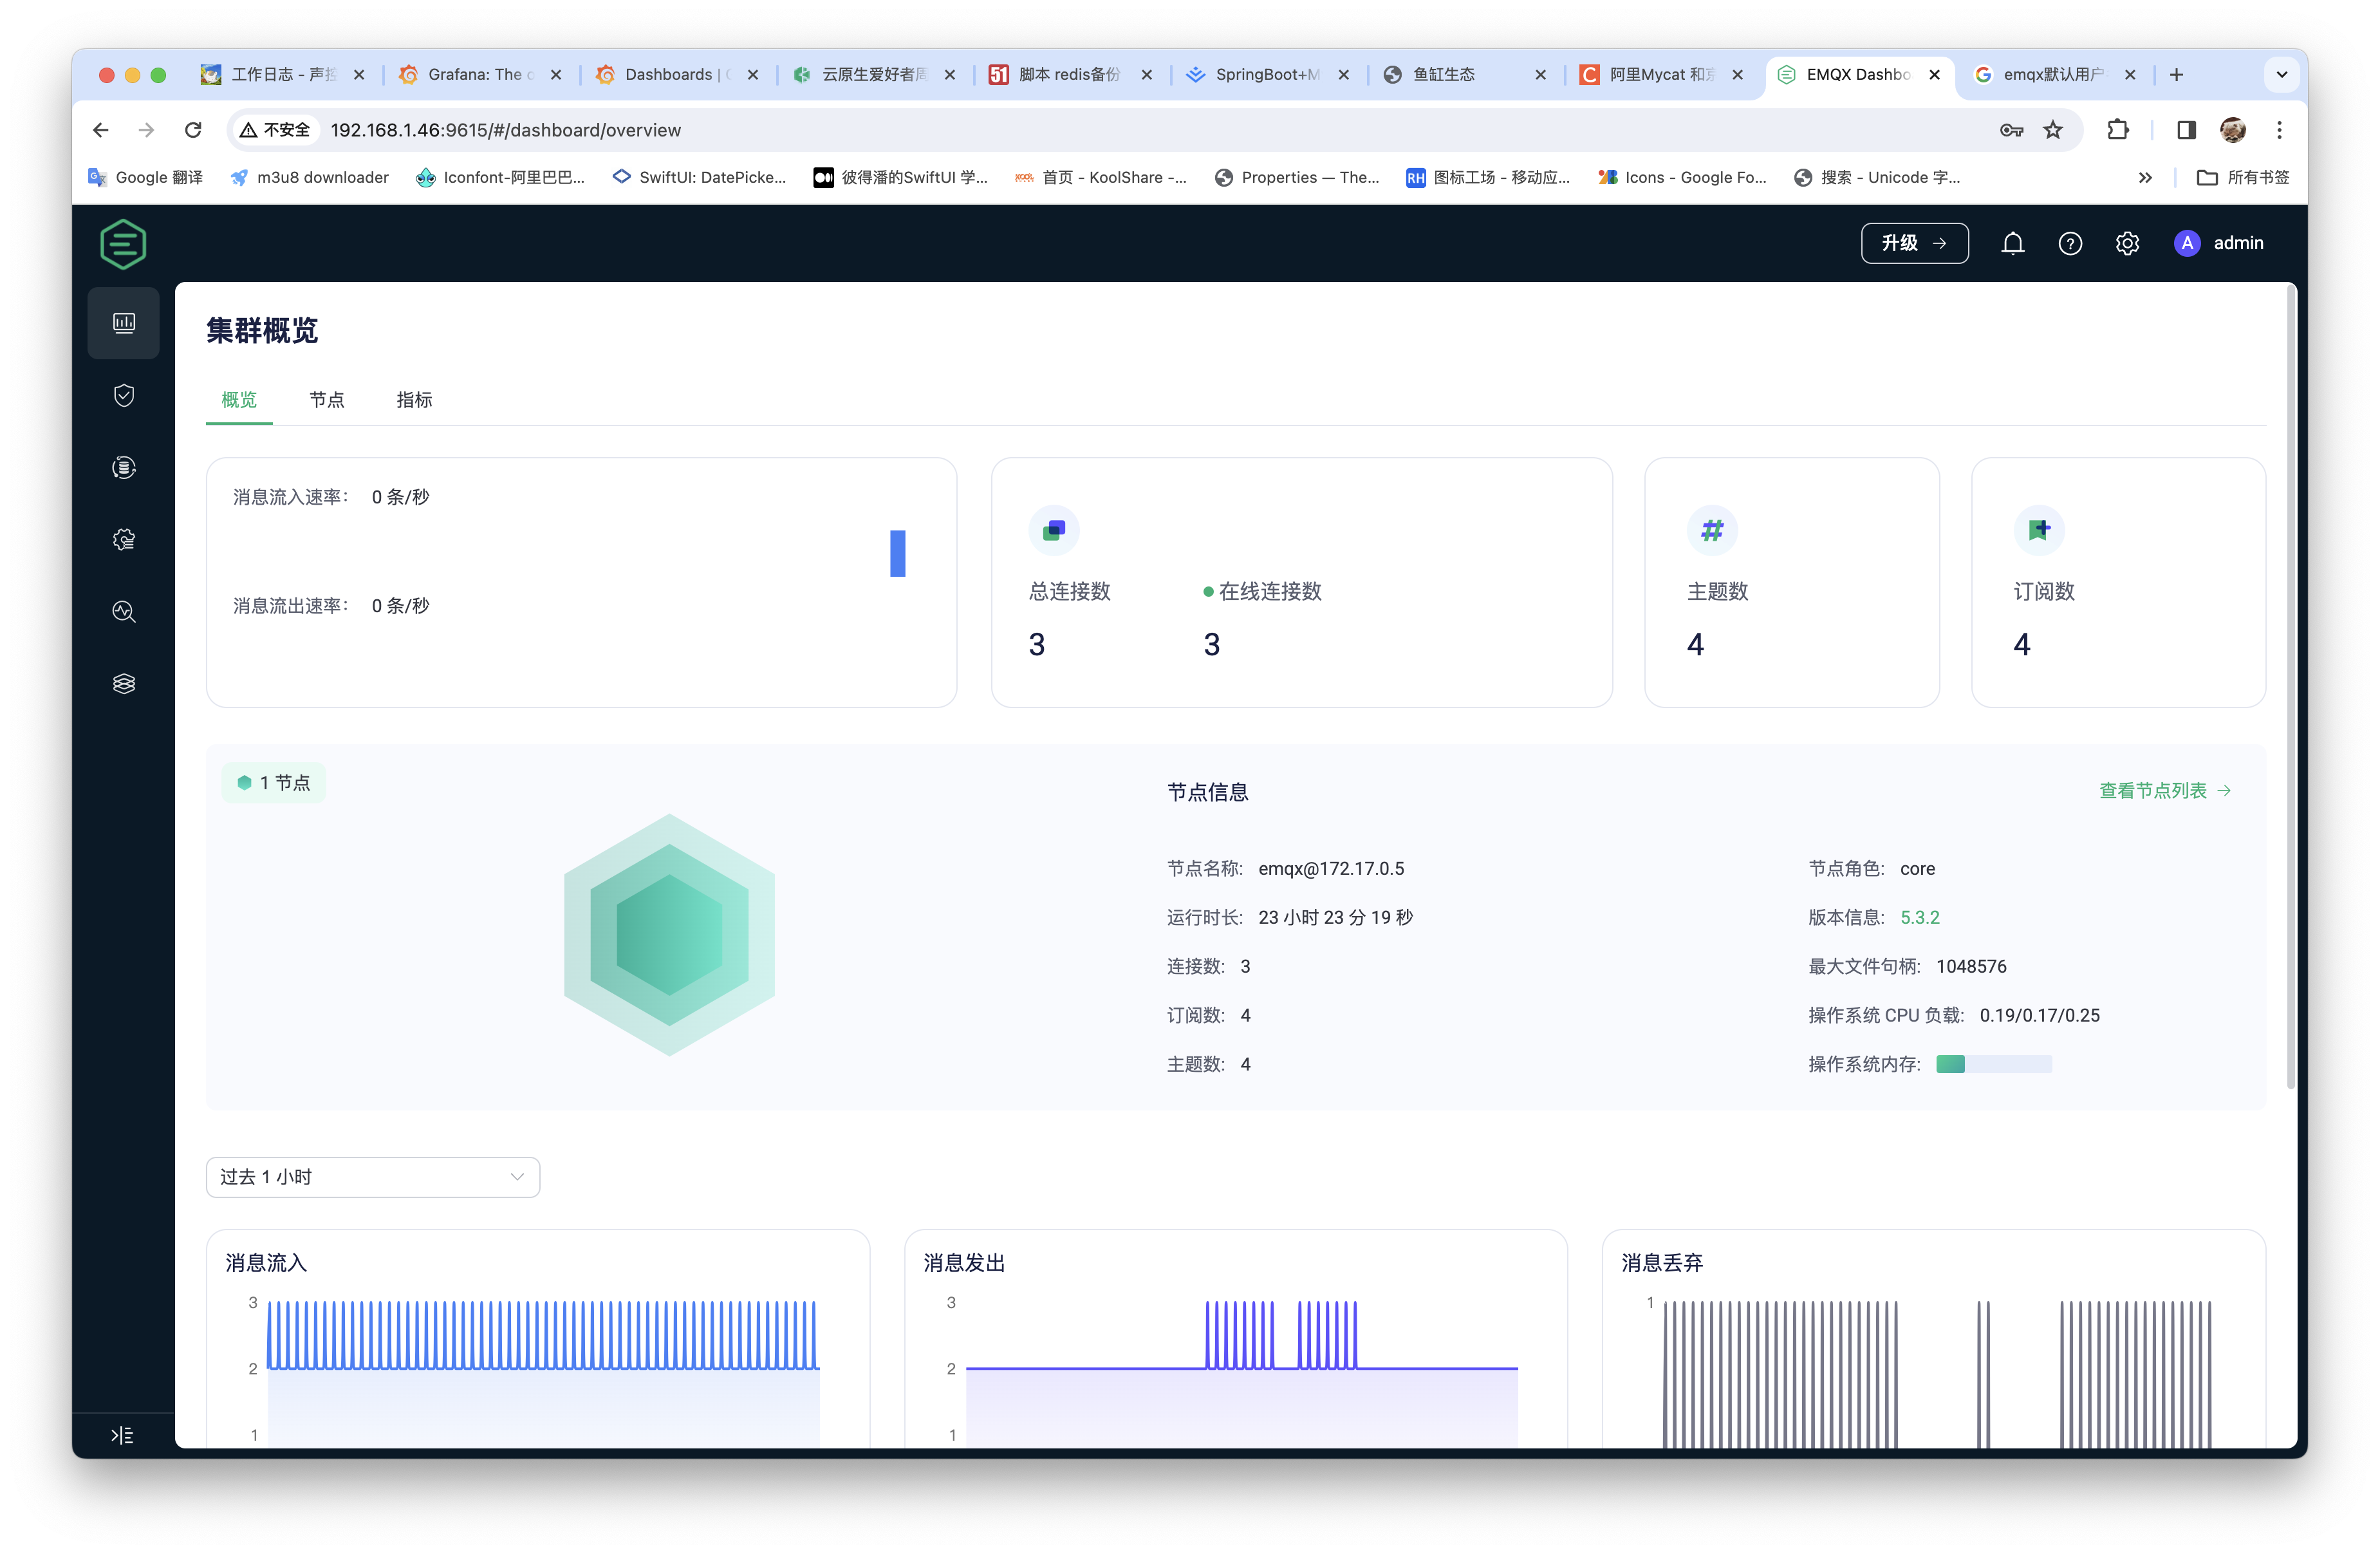 工作日志 - 声控
Grafana: The o
Dashboards | G
云原生爱好者周
51 脚本 redis备份
SpringBoot+M
鱼缸生态
C 阿里Mycat 和京
EMQX Dashbo
emqx默认用户
不安全 192.168.1.46:9615/#/dashboard/overview
Google 翻译
m3u8 downloader
Iconfont-阿里巴巴...
SwiftUI: DatePicke...
彼得潘的SwiftUI 学...
首页 - KoolShare -...
Properties — The...
RH 图标工场 - 移动应...
Icons - Google Fo...
搜索 - Unicode 字...
所有书签
升级 →
A admin
集群概览
概览 节点 指标
消息流入速率： 0 条/秒
消息流出速率： 0 条/秒
总连接数
3
在线连接数
3
主题数
4
订阅数
4
1 节点
节点信息
查看节点列表 →
节点名称: emqx@172.17.0.5
节点角色: core
运行时长: 23 小时 23 分 19 秒
版本信息: 5.3.2
连接数: 3
最大文件句柄: 1048576
订阅数: 4
操作系统 CPU 负载: 0.19/0.17/0.25
主题数: 4
操作系统内存:
过去 1 小时
消息流入
3
2
1
消息发出
3
2
1
消息丢弃
1